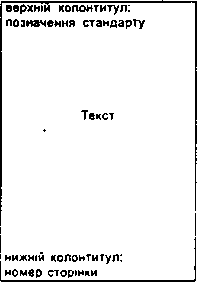 верхній колонтитул:
позначення стандарту
Текст
нижній колонтитул:
номер сторінки